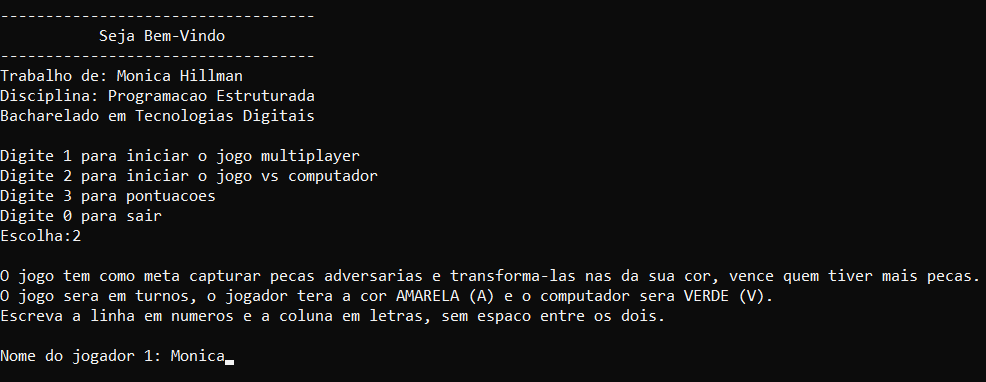 -----------------------------------
Seja Bem-Vindo
-----------------------------------
Trabalho de: Monica Hillman
Disciplina: Programacao Estruturada
Bacharelado em Tecnologias Digitais
Digite 1 para iniciar o jogo multiplayer
Digite 2 para iniciar o jogo vs computador
Digite 3 para pontuacoes
Digite 0 para sair
Escolha:2
O jogo tem como meta capturar pecas adversarias e transforma-las nas da sua cor, vence quem tiver mais pecas.
O jogo sera em turnos, o jogador tera a cor AMARELA (A) e o computador sera VERDE (V).
Escreva a linha em numeros e a coluna em letras, sem espaco entre os dois.
Nome do jogador 1: Monica